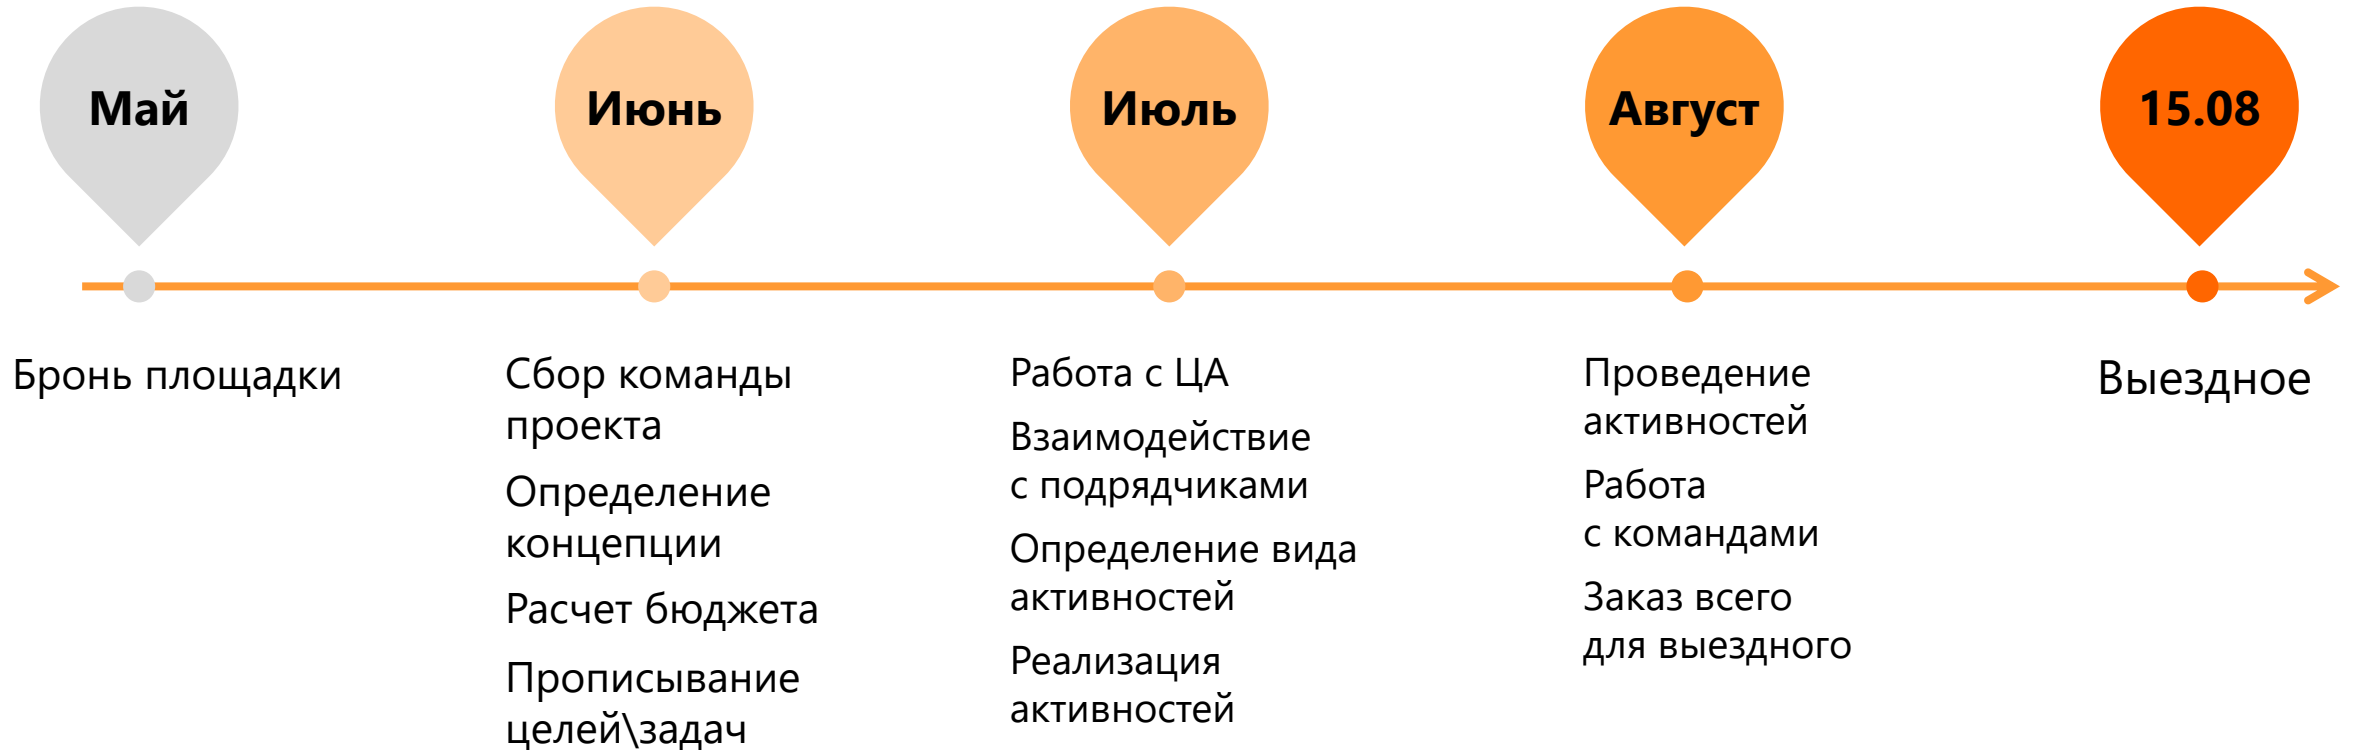 Май
Июнь
Июль
Август
15.08
Бронь площадки
Сбор команды
проекта
Определение
концепции
Расчет бюджета
Прописывание
целей\задач
Работа с ЦА
Взаимодействие
с подрядчиками
Определение вида
активностей
Реализация
активностей
Проведение
активностей
Работа
с командами
Заказ всего
для выездного
Выездное